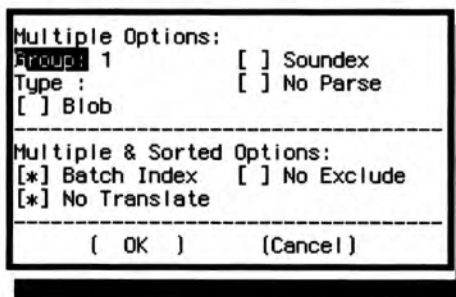 Multiple Options:
Group: 1 [ ] Soundex
Type : [ ] No Parse
[ ] Blob
Multiple & Sorted Options:
[*] Batch Index [ ] No Exclude
[*] No Translate
( OK ) (Cancel)